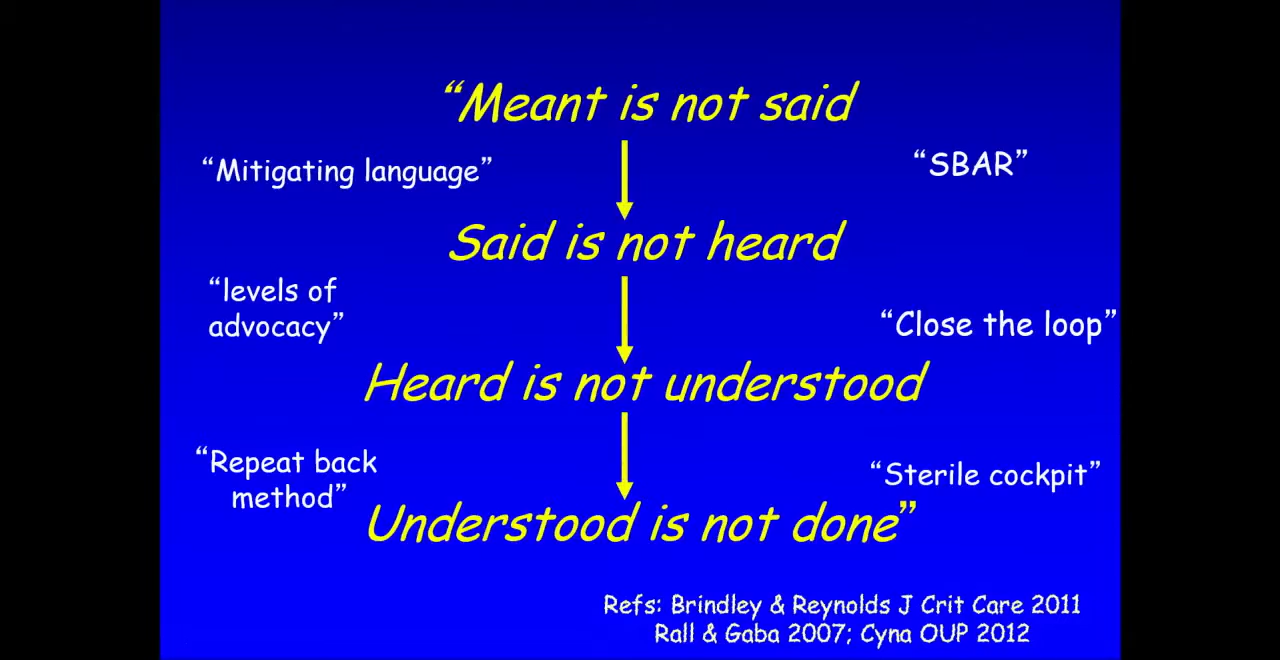 “Meant is not said
“Mitigating language”
“SBAR”
Said is not heard
“levels of
advocacy”
“Close the loop”
Heard is not understood
“Repeat back
method”
“Sterile cockpit”
Understood is not done”
Refs: Brindley & Reynolds J Crit Care 2011
Rall & Gaba 2007; Cyna OUP 2012